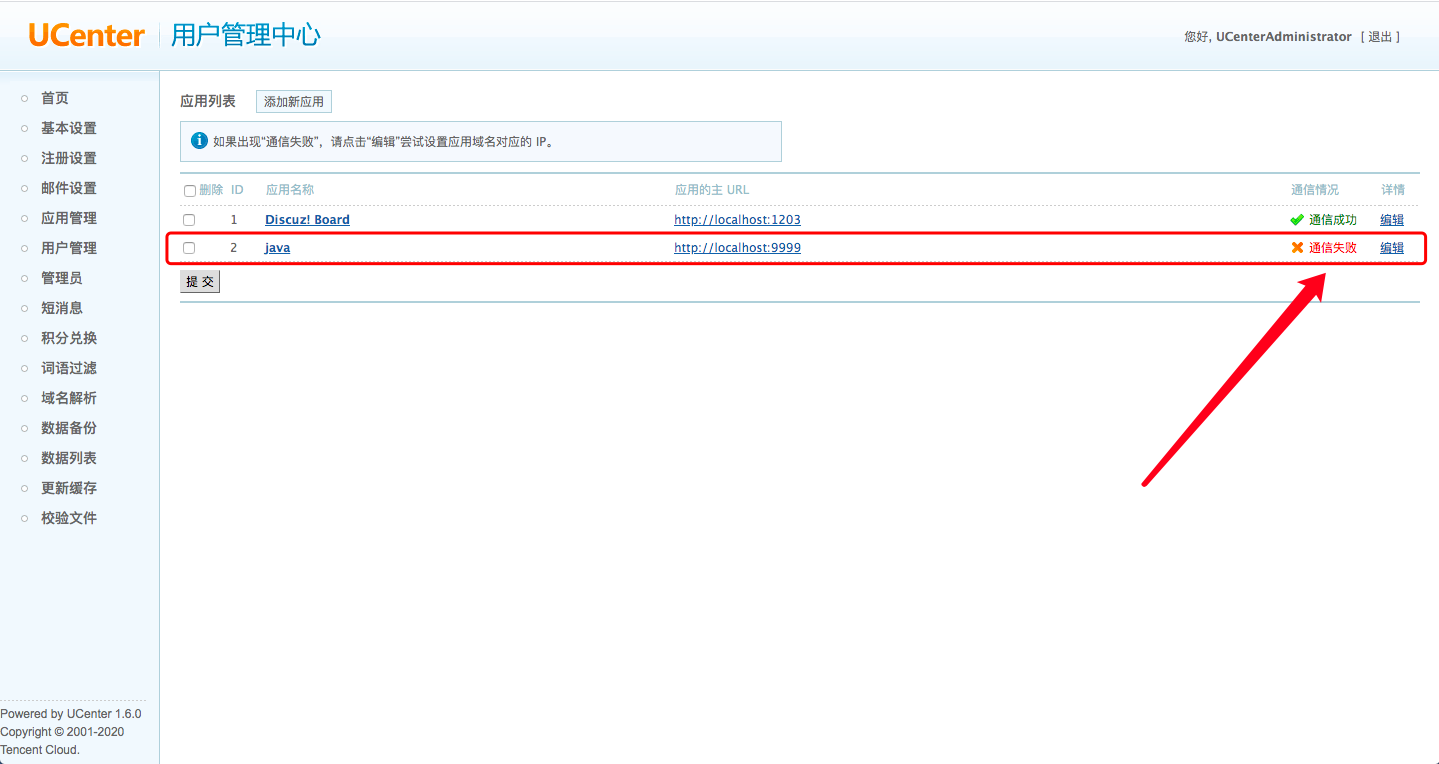 UCenter 用户管理中心
您好, UCenterAdministrator [ 退出 ]
首页
基本设置
注册设置
邮件设置
应用管理
用户管理
管理员
短消息
积分兑换
词语过滤
域名解析
数据备份
数据列表
更新缓存
校验文件
Powered by UCenter 1.6.0
Copyright © 2001-2020
Tencent Cloud.
应用列表 添加新应用
如果出现“通信失败”，请点击“编辑”尝试设置应用域名对应的 IP。
删除 ID 应用名称 应用的主 URL 通信情况 详情
1 Discuz! Board http://localhost:1203 通信成功 编辑
2 java http://localhost:9999 通信失败 编辑
提 交